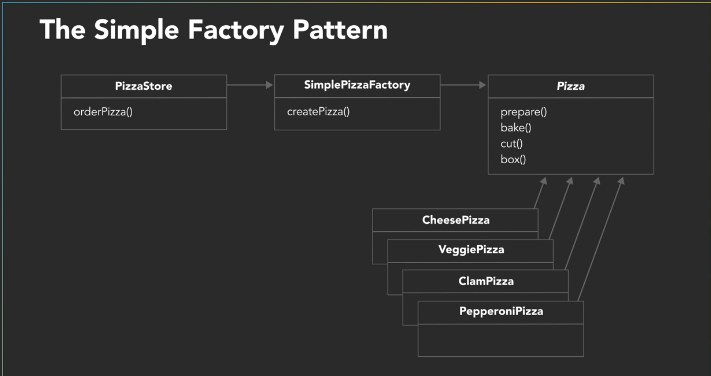 The Simple Factory Pattern
PizzaStore
orderPizza()
SimplePizzaFactory
createPizza()
Pizza
prepare()
bake()
cut()
box()
CheesePizza
VeggiePizza
ClamPizza
PepperoniPizza